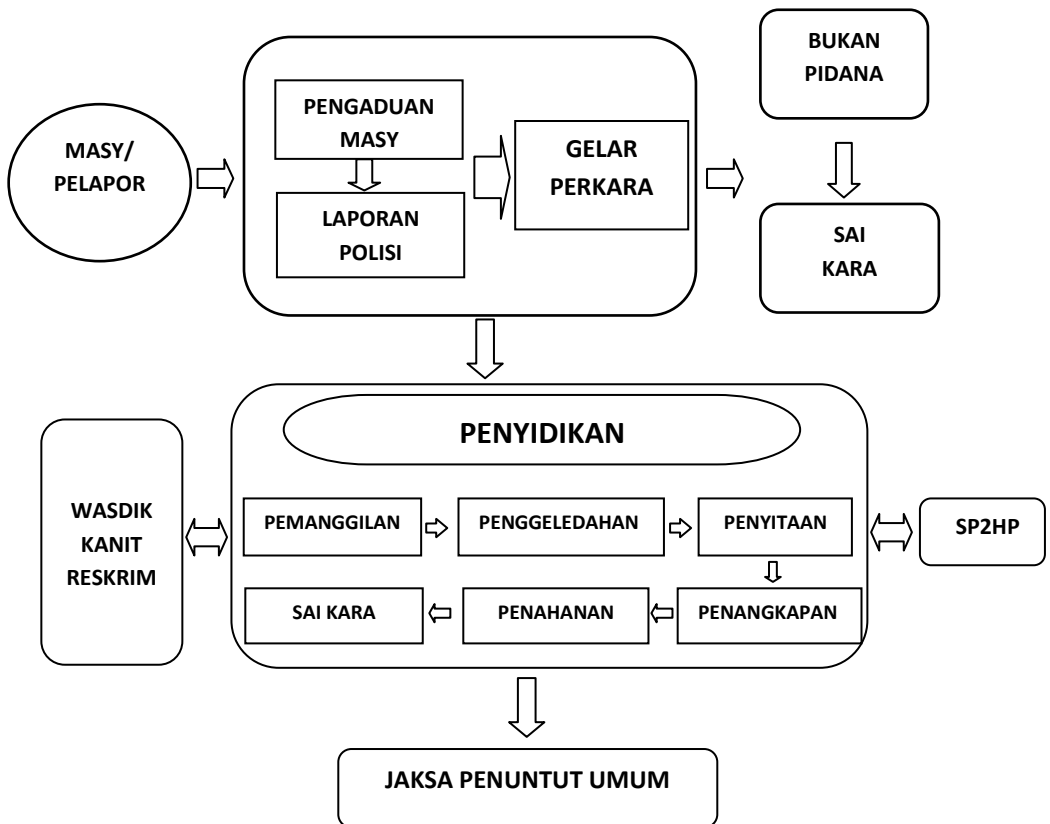 MASY/
PELAPOR
PENGADUAN
MASY
LAPORAN
POLISI
GELAR
PERKARA
BUKAN
PIDANA
SAI
KARA
PENYIDIKAN
WASDIK
KANIT
RESKRIM
PEMANGGILAN
PENGGELEDAHAN
PENYITAAN
SP2HP
SAI KARA
PENAHANAN
PENANGKAPAN
JAKSA PENUNTUT UMUM